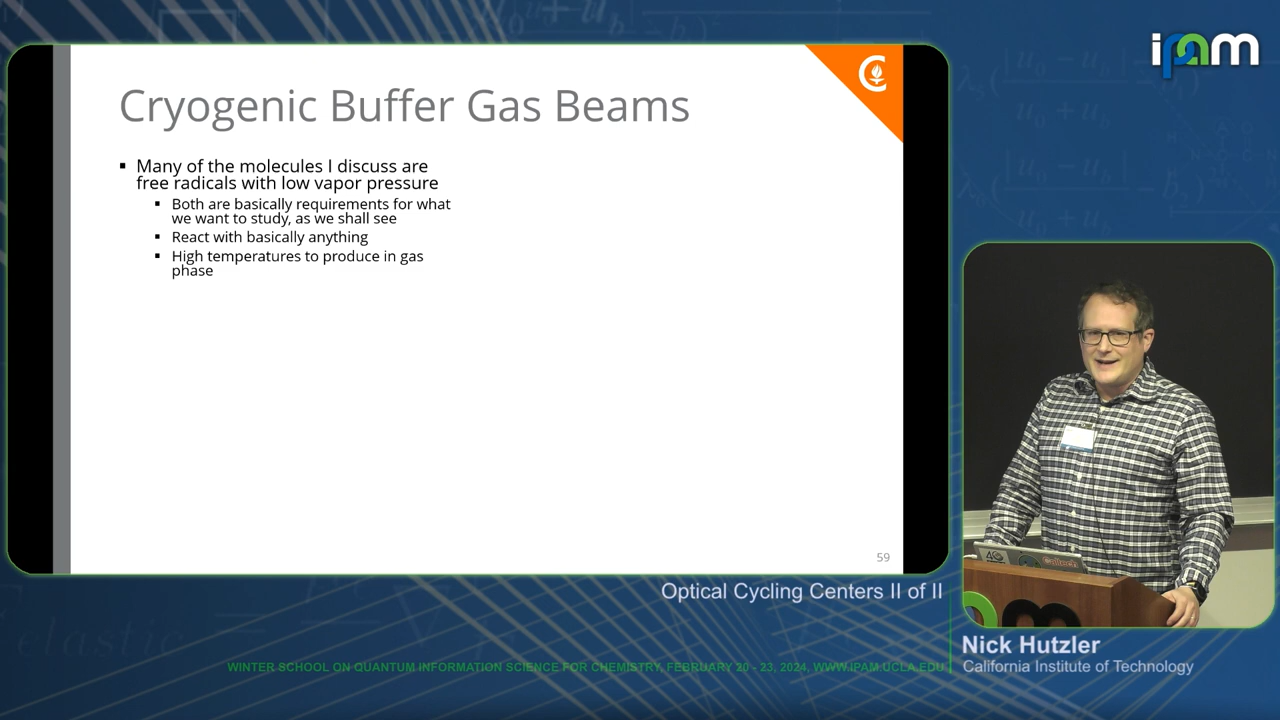 ipam
Cryogenic Buffer Gas Beams
Many of the molecules I discuss are
free radicals with low vapor pressure
Both are basically requirements for what
we want to study, as we shall see
React with basically anything
High temperatures to produce in gas
phase
59
Optical Cycling Centers II of II
Nick Hutzler
California Institute of Technology
WINTER SCHOOL ON QUANTUM INFORMATION SCIENCE FOR CHEMISTRY, FEBRUARY 20 - 23, 2024, WWW.IPAM.UCLA.EDU
elastic
Caltech